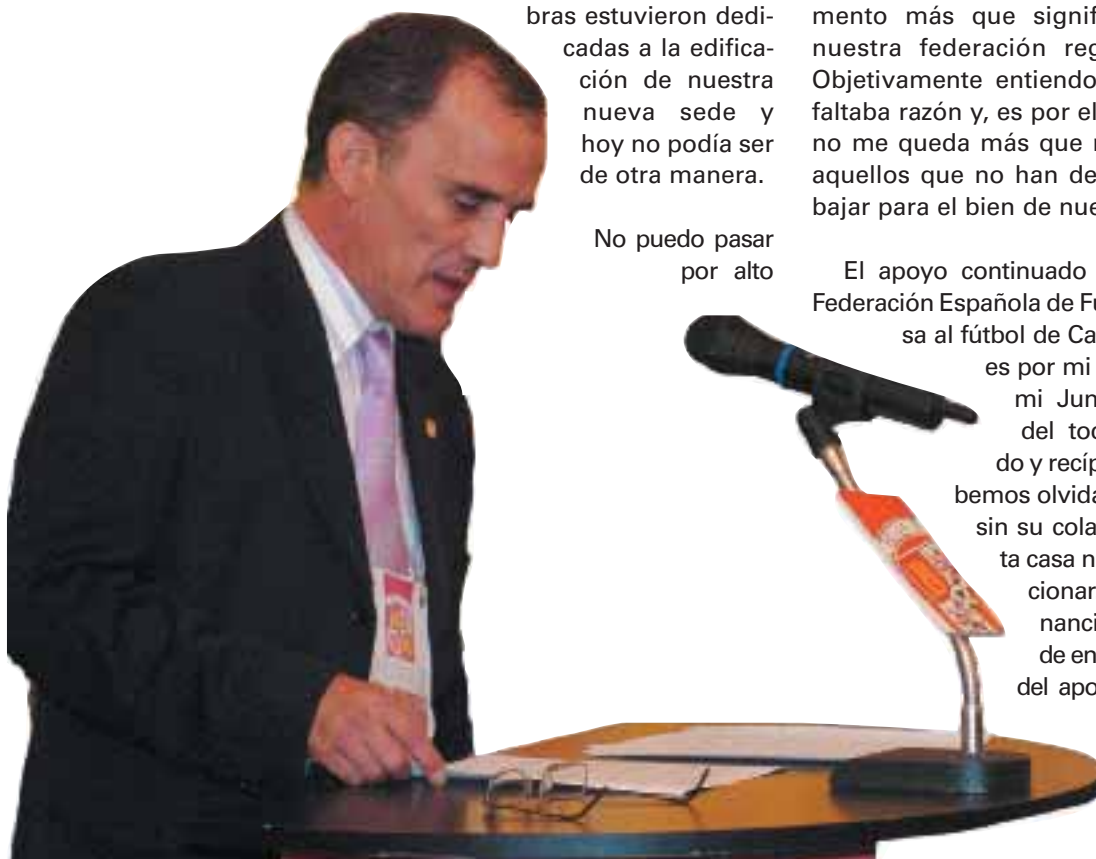 bras estuvieron dedi-
cadas a la edifica-
ción de nuestra
nueva sede y
hoy no podía ser
de otra manera.
No puedo pasar
por alto
mento más que signif
nuestra federación reg
Objetivamente entiendo
faltaba razón y, es por el
no me queda más que r
aquellos que no han de
bajar para el bien de nue
El apoyo continuado
Federación Española de Fu
sa al fútbol de Ca
es por mi
mi Jun
del too
do y recíp
bemos olvida
sin su cola
ta casa n
cionar
nanci
de en
del apo